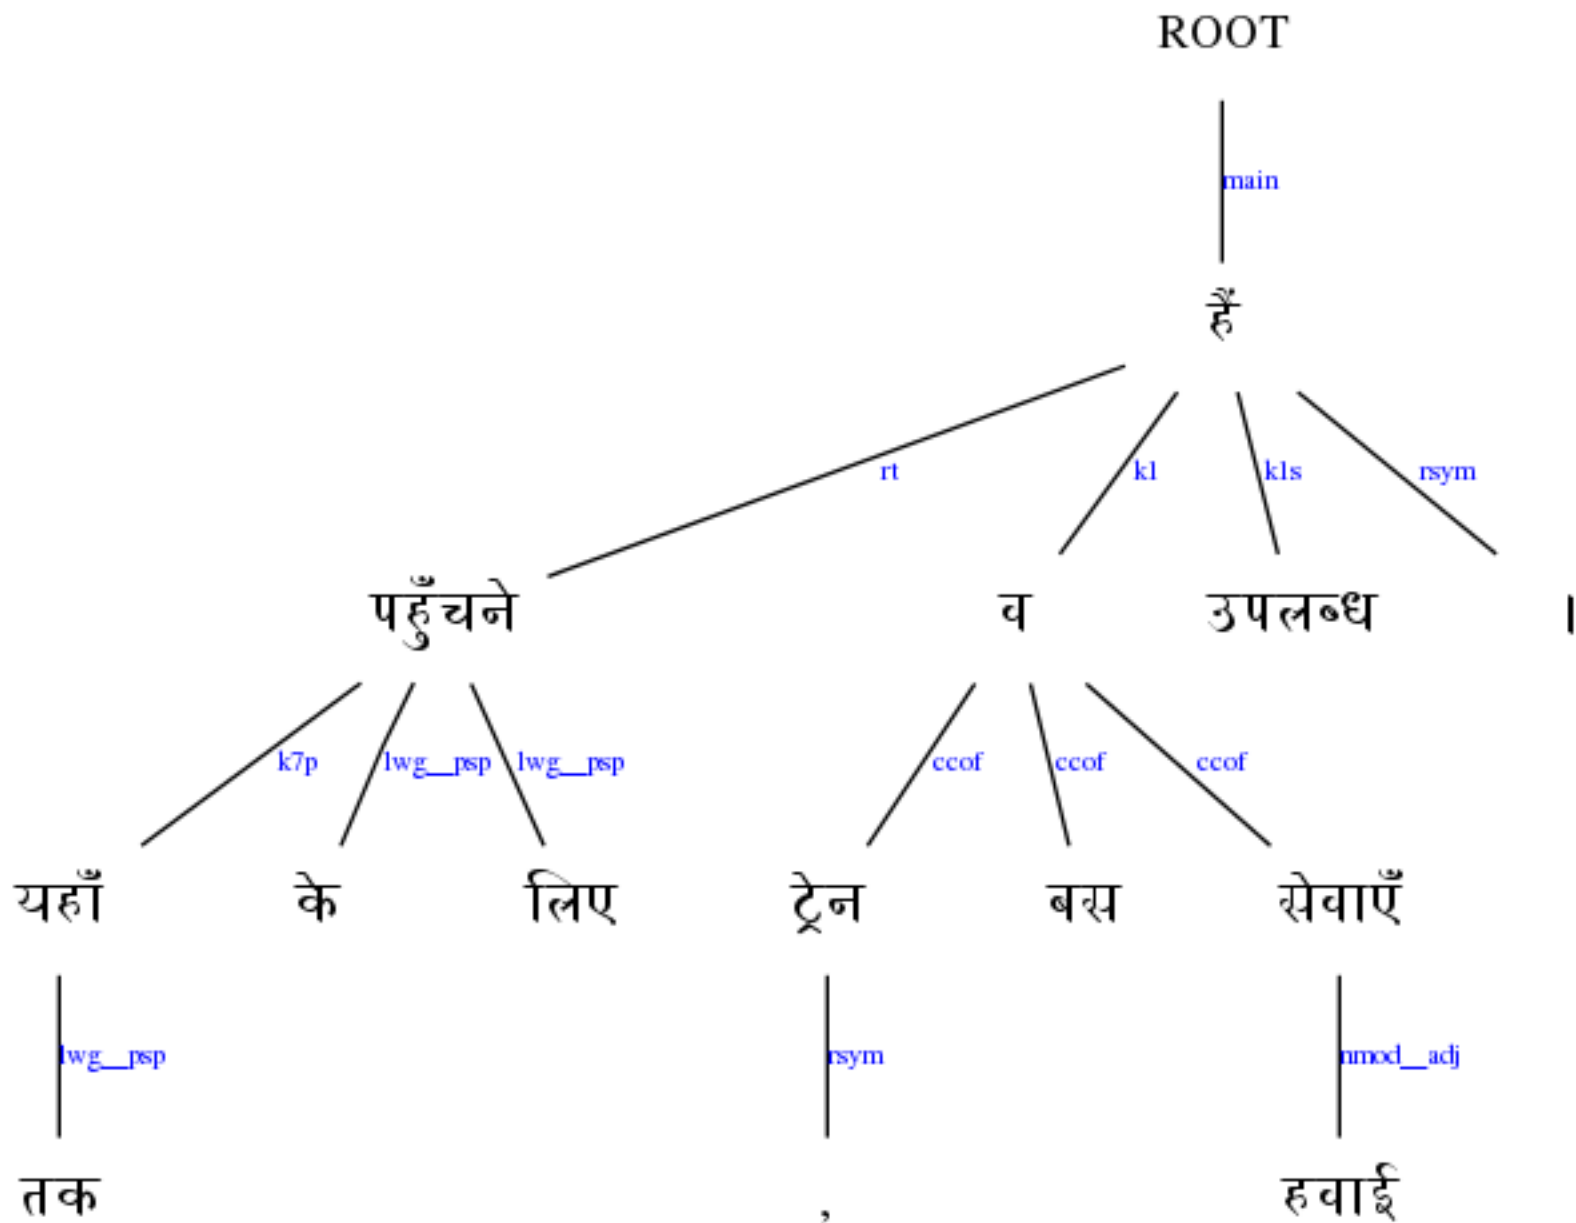 ROOT
main
हैं
rt k1 k1s rsym
पहुँचने व उपलब्ध ।
k7p lwg__psp lwg__psp ccof ccof ccof
यहाँ के लिए ट्रेन बस सेवाएँ
lwg__psp rsym nmod__adj
तक , हवाई